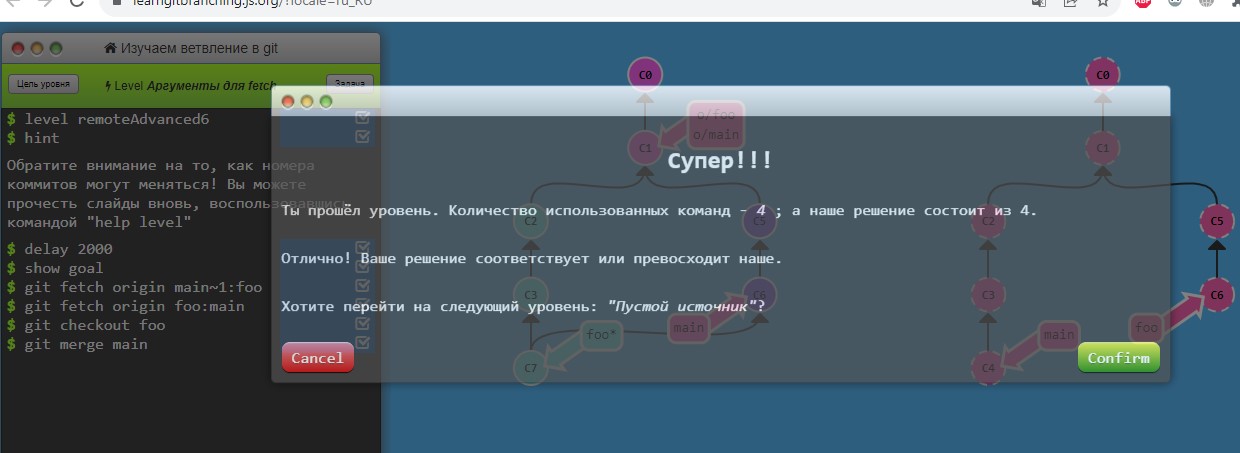 learngitbranching.js.org/?locale=ru_RU
Изучаем ветвление в git
Цель уровня
Level Аргументы для fetch
Задача
$ level remoteAdvanced6
$ hint
Обратите внимание на то, как номера
коммитов могут меняться! Вы можете
прочесть слайды вновь, воспользовавшись
командой "help level"
$ delay 2000
$ show goal
$ git fetch origin main~1:foo
$ git fetch origin foo:main
$ git checkout foo
$ git merge main
Супер!!!
Ты прошёл уровень. Количество использованных команд - 4 ; а наше решение состоит из 4.
Отлично! Ваше решение соответствует или превосходит наше.
Хотите перейти на следующий уровень: "Пустой источник"?
Cancel
Confirm
C0
o/foo
o/main
C1
C2
C5
C3
C6
foo*
main
C7
C0
C1
C2
C5
C3
C6
main
foo
C4